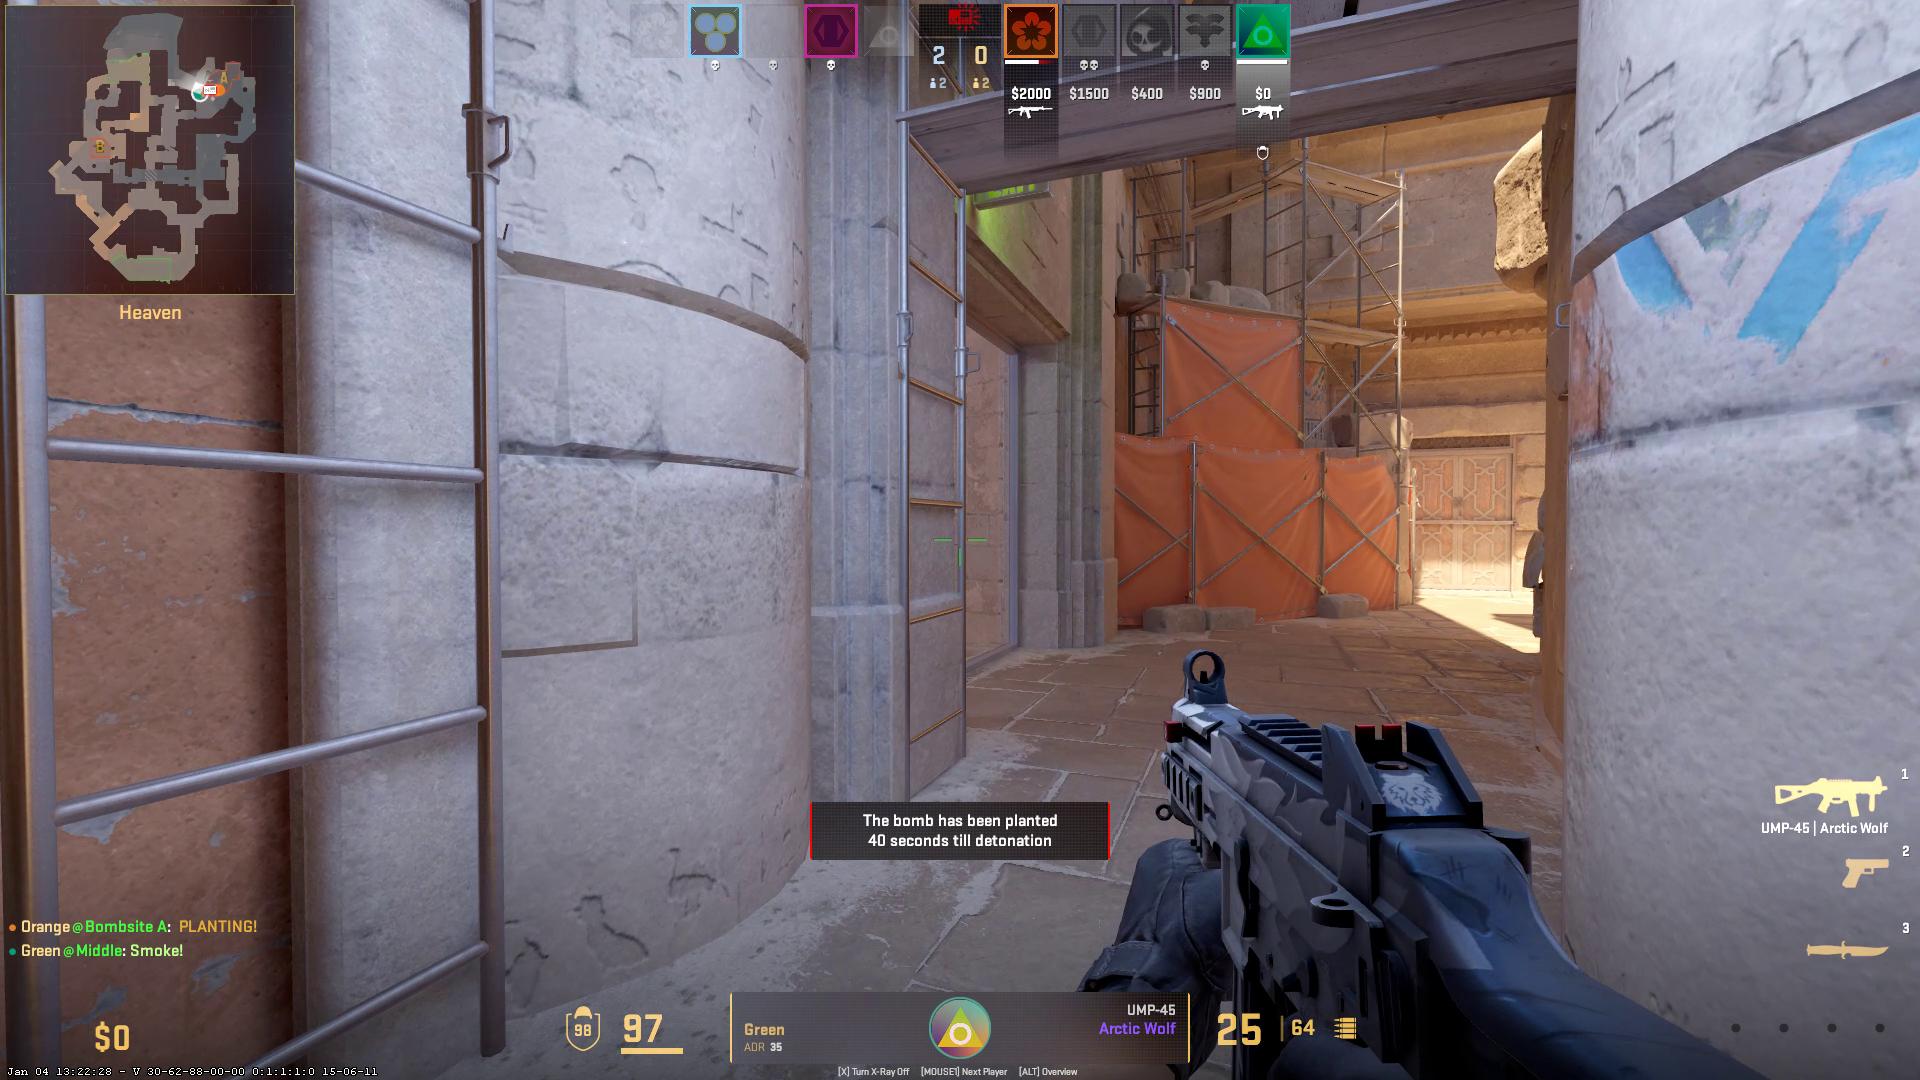 2 0
2 2
$2000 $1500 $400 $900 $0
A
B
Heaven
EXIT
The bomb has been planted
40 seconds till detonation
1
UMP-45 | Arctic Wolf
2
3
Orange@Bombsite A: PLANTING!
Green@Middle: Smoke!
$0
98 97
Green
ADR 35
UMP-45
Arctic Wolf
25 | 64
[X] Turn X-Ray Off [MOUSE1] Next Player [ALT] Overview
Jan 04 13:22:28 - V 30-62-88-00-00 0:1:1:1:0 15-06-11